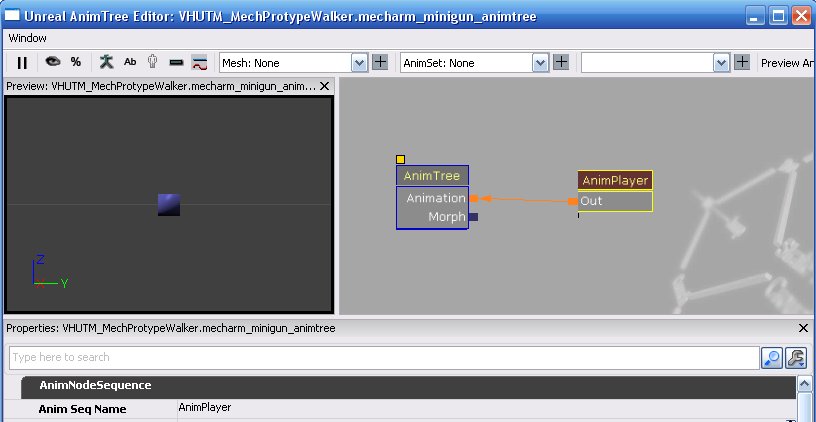 Unreal AnimTree Editor: VHUTM_MechProtypeWalker.mecharm_minigun_animtree
Window
% Ab Mesh: None AnimSet: None Preview An
Preview: VHUTM_MechProtypeWalker.mecharm_minigun_anim...
AnimTree
Animation
Morph
AnimPlayer
Out
Z
X Y
Properties: VHUTM_MechProtypeWalker.mecharm_minigun_animtree
Type here to search
AnimNodeSequence
Anim Seq Name AnimPlayer